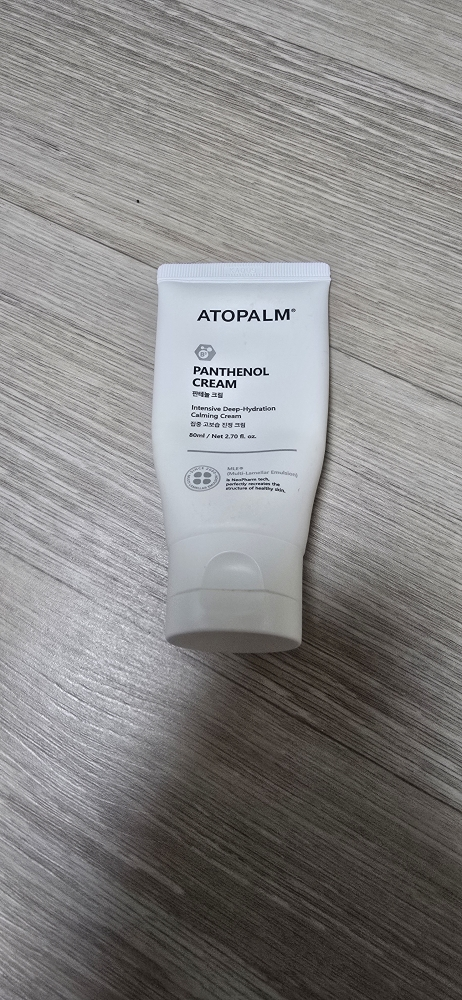 ATOPALM®
PANTHENOL
CREAM
판테놀 크림
Intensive Deep-Hydration
Calming Cream
집중 고보습 진정 크림
80ml / Net 2.70 fl. oz.
MLE®
(Multi-Lamellar Emulsion)
is NeoPharm tech,
perfectly recreates the
structure of healthy skin.